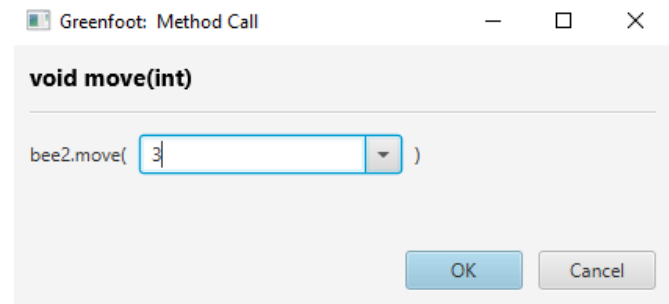 Greenfoot: Method Call
void move(int)
bee2.move( 3 )
OK Cancel